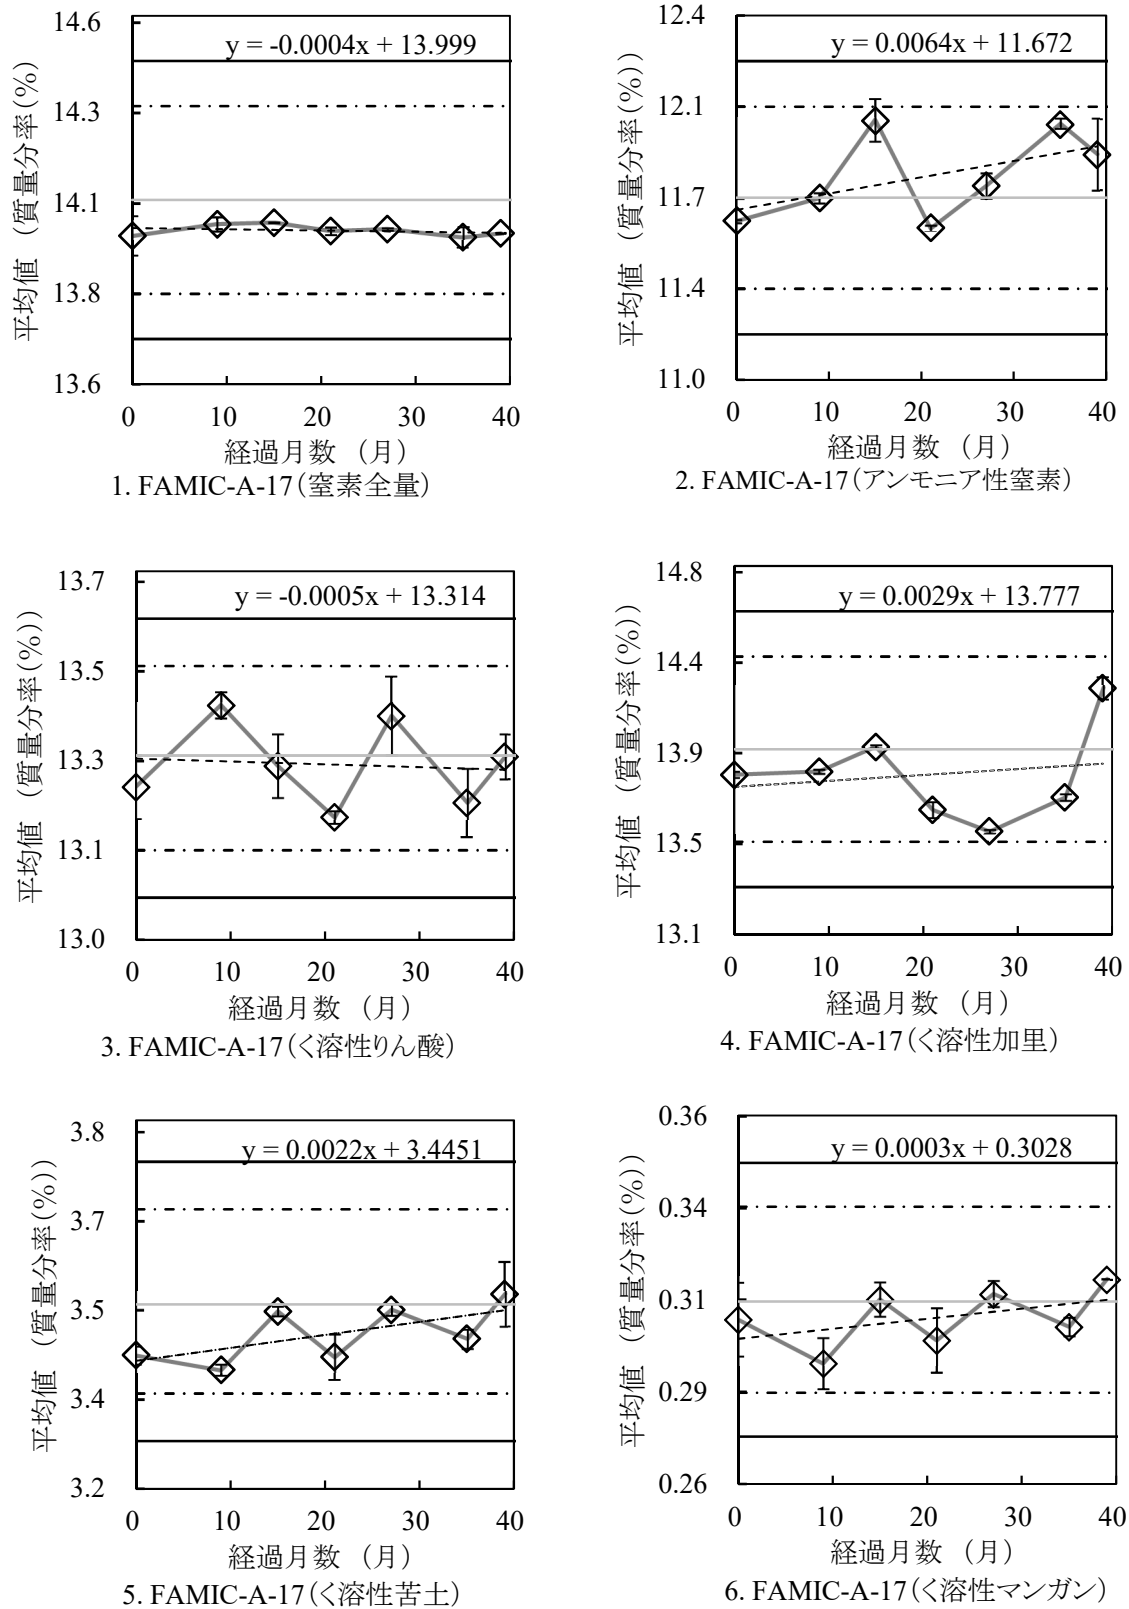 y = -0.0004x + 13.999
14.6
14.3
14.1
13.8
13.6
平均値 (質量分率(%))
0 10 20 30 40
経過月数 (月)
1. FAMIC-A-17(窒素全量)
y = 0.0064x + 11.672
12.4
12.1
11.7
11.4
11.0
平均値 (質量分率(%))
0 10 20 30 40
経過月数 (月)
2. FAMIC-A-17(アンモニア性窒素)
y = -0.0005x + 13.314
13.7
13.5
13.3
13.1
13.0
平均値 (質量分率(%))
0 10 20 30 40
経過月数 (月)
3. FAMIC-A-17(く溶性りん酸)
y = 0.0029x + 13.777
14.8
14.4
13.9
13.5
13.1
平均値 (質量分率(%))
0 10 20 30 40
経過月数 (月)
4. FAMIC-A-17(く溶性加里)
y = 0.0022x + 3.4451
3.8
3.7
3.5
3.4
3.2
平均値 (質量分率(%))
0 10 20 30 40
経過月数 (月)
5. FAMIC-A-17(く溶性苦土)
y = 0.0003x + 0.3028
0.36
0.34
0.31
0.29
0.26
平均値 (質量分率(%))
0 10 20 30 40
経過月数 (月)
6. FAMIC-A-17(く溶性マンガン)